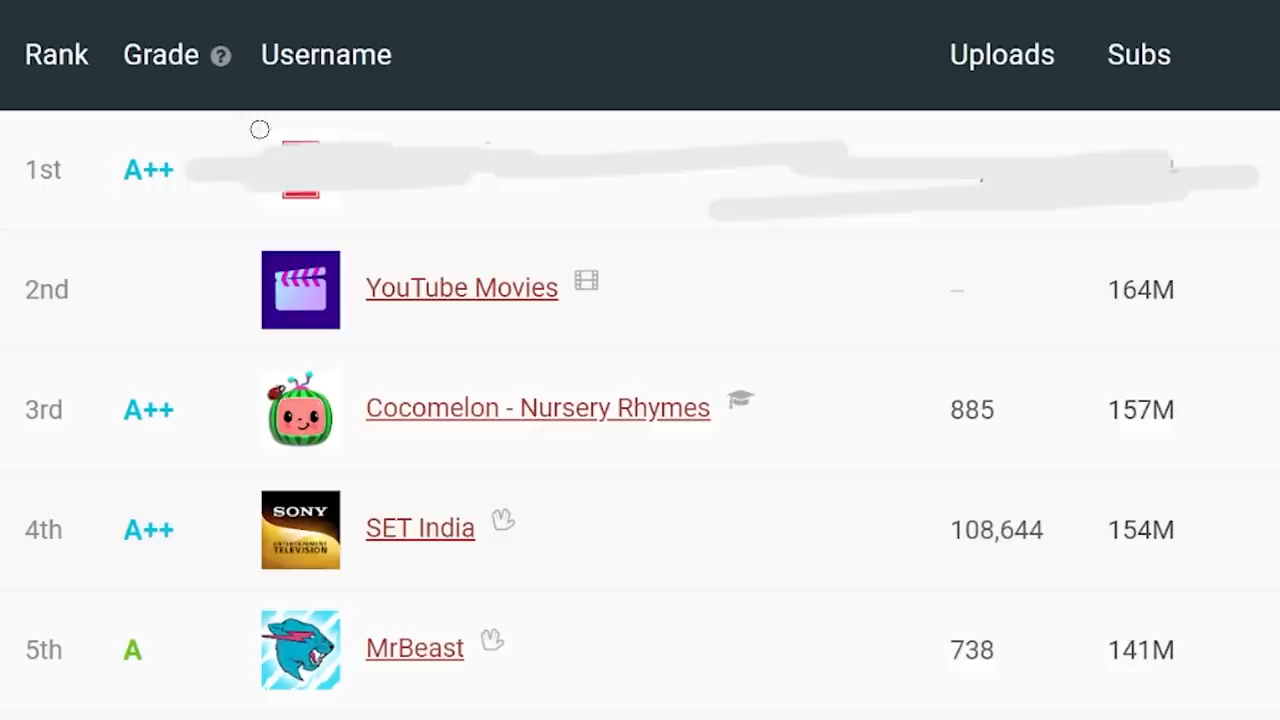 Rank Grade ? Username Uploads Subs
1st A++
2nd YouTube Movies – 164M
3rd A++ Cocomelon - Nursery Rhymes 885 157M
SONY
4th A++ SET India 108,644 154M
ENTERTAINMENT
TELEVISION
5th A MrBeast 738 141M